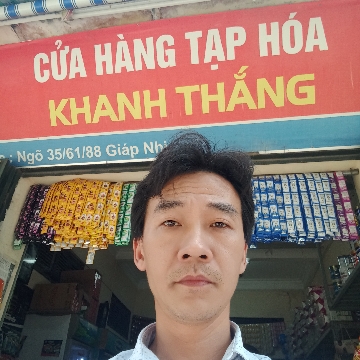 CỬA HÀNG TẠP HÓA
KHANH THẮNG
Ngõ 35/61/88 Giáp Nhị